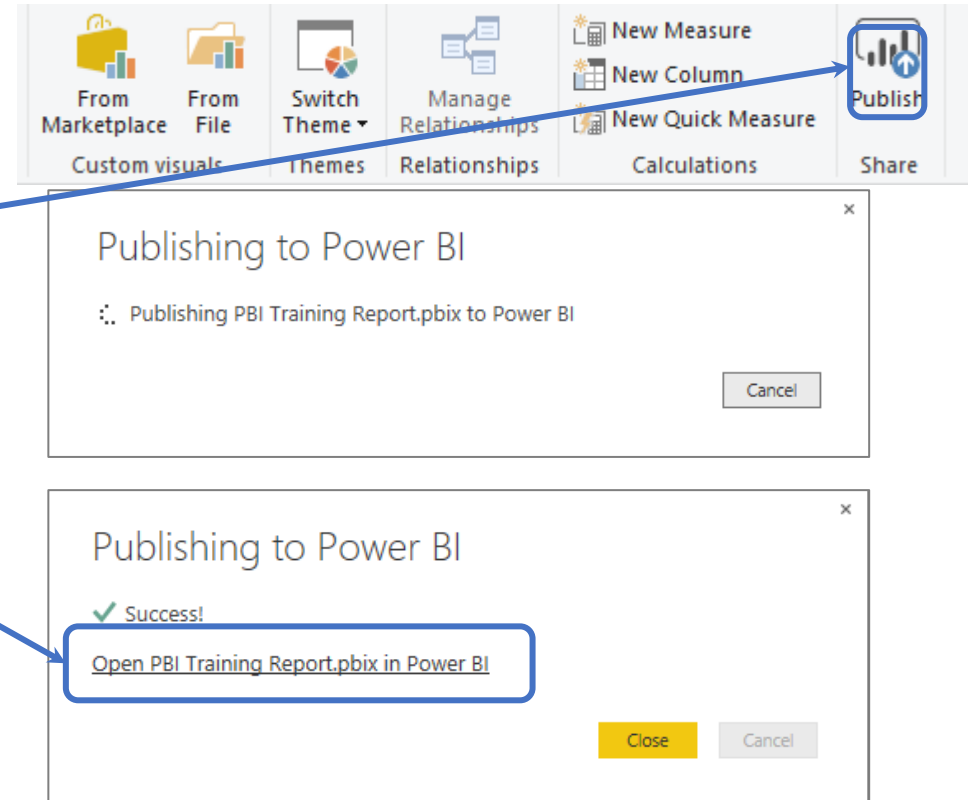 From Marketplace
From File
Switch Theme
Manage Relationships
New Measure
New Column
New Quick Measure
Publish
Custom visuals
Themes
Relationships
Calculations
Share
×
Publishing to Power BI
Publishing PBI Training Report.pbix to Power BI
Cancel
×
Publishing to Power BI
Success!
Open PBI Training Report.pbix in Power BI
Close
Cancel